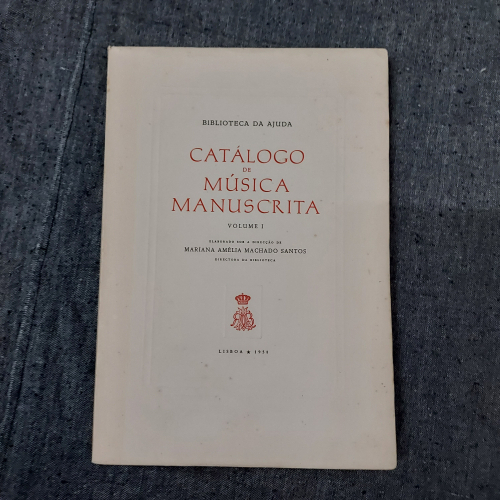 BIBLIOTECA DA AJUDA
CATÁLOGO
DE
MÚSICA
MANUSCRITA
VOLUME I
ELABORADO SOB A DIRECÇÃO DE
MARIANA AMÉLIA MACHADO SANTOS
DIRECTORA DA BIBLIOTECA
LISBOA ★